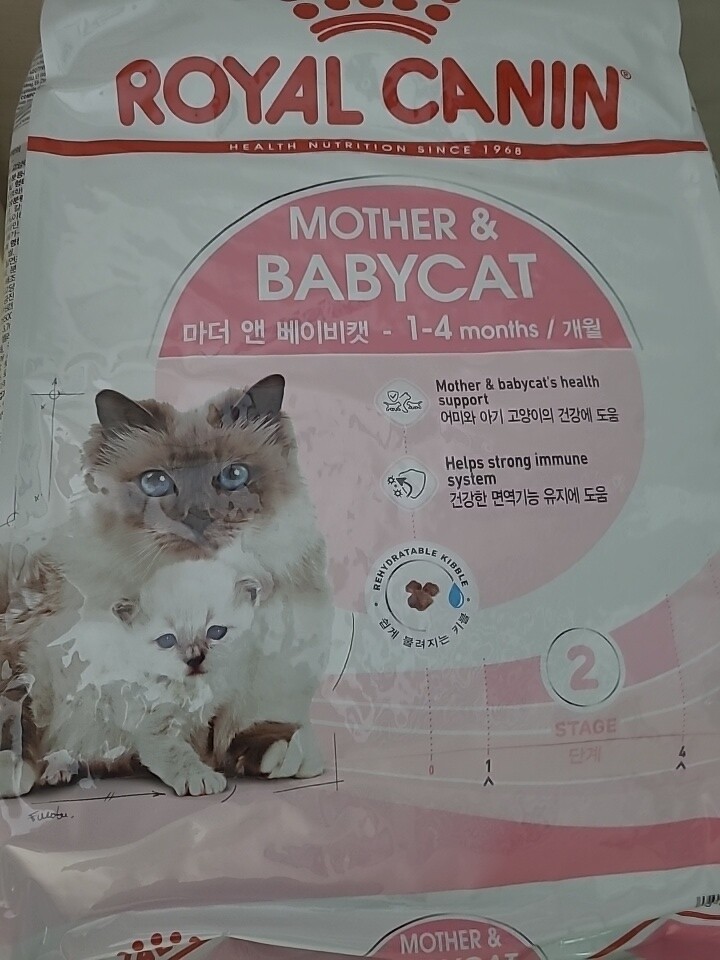 ROYAL CANIN®
HEALTH NUTRITION SINCE 1968
MOTHER &
BABYCAT
마더 앤 베이비캣 - 1-4 months / 개월
Mother & babycat's health
support
어미와 아기 고양이의 건강에 도움
Helps strong immune
system
건강한 면역기능 유지에 도움
REHYDRATABLE KIBBLE
쉽게 불려지는 키블
2
STAGE
단계
0 1 4
ROYAL CANIN
MOTHER &
BABYCAT